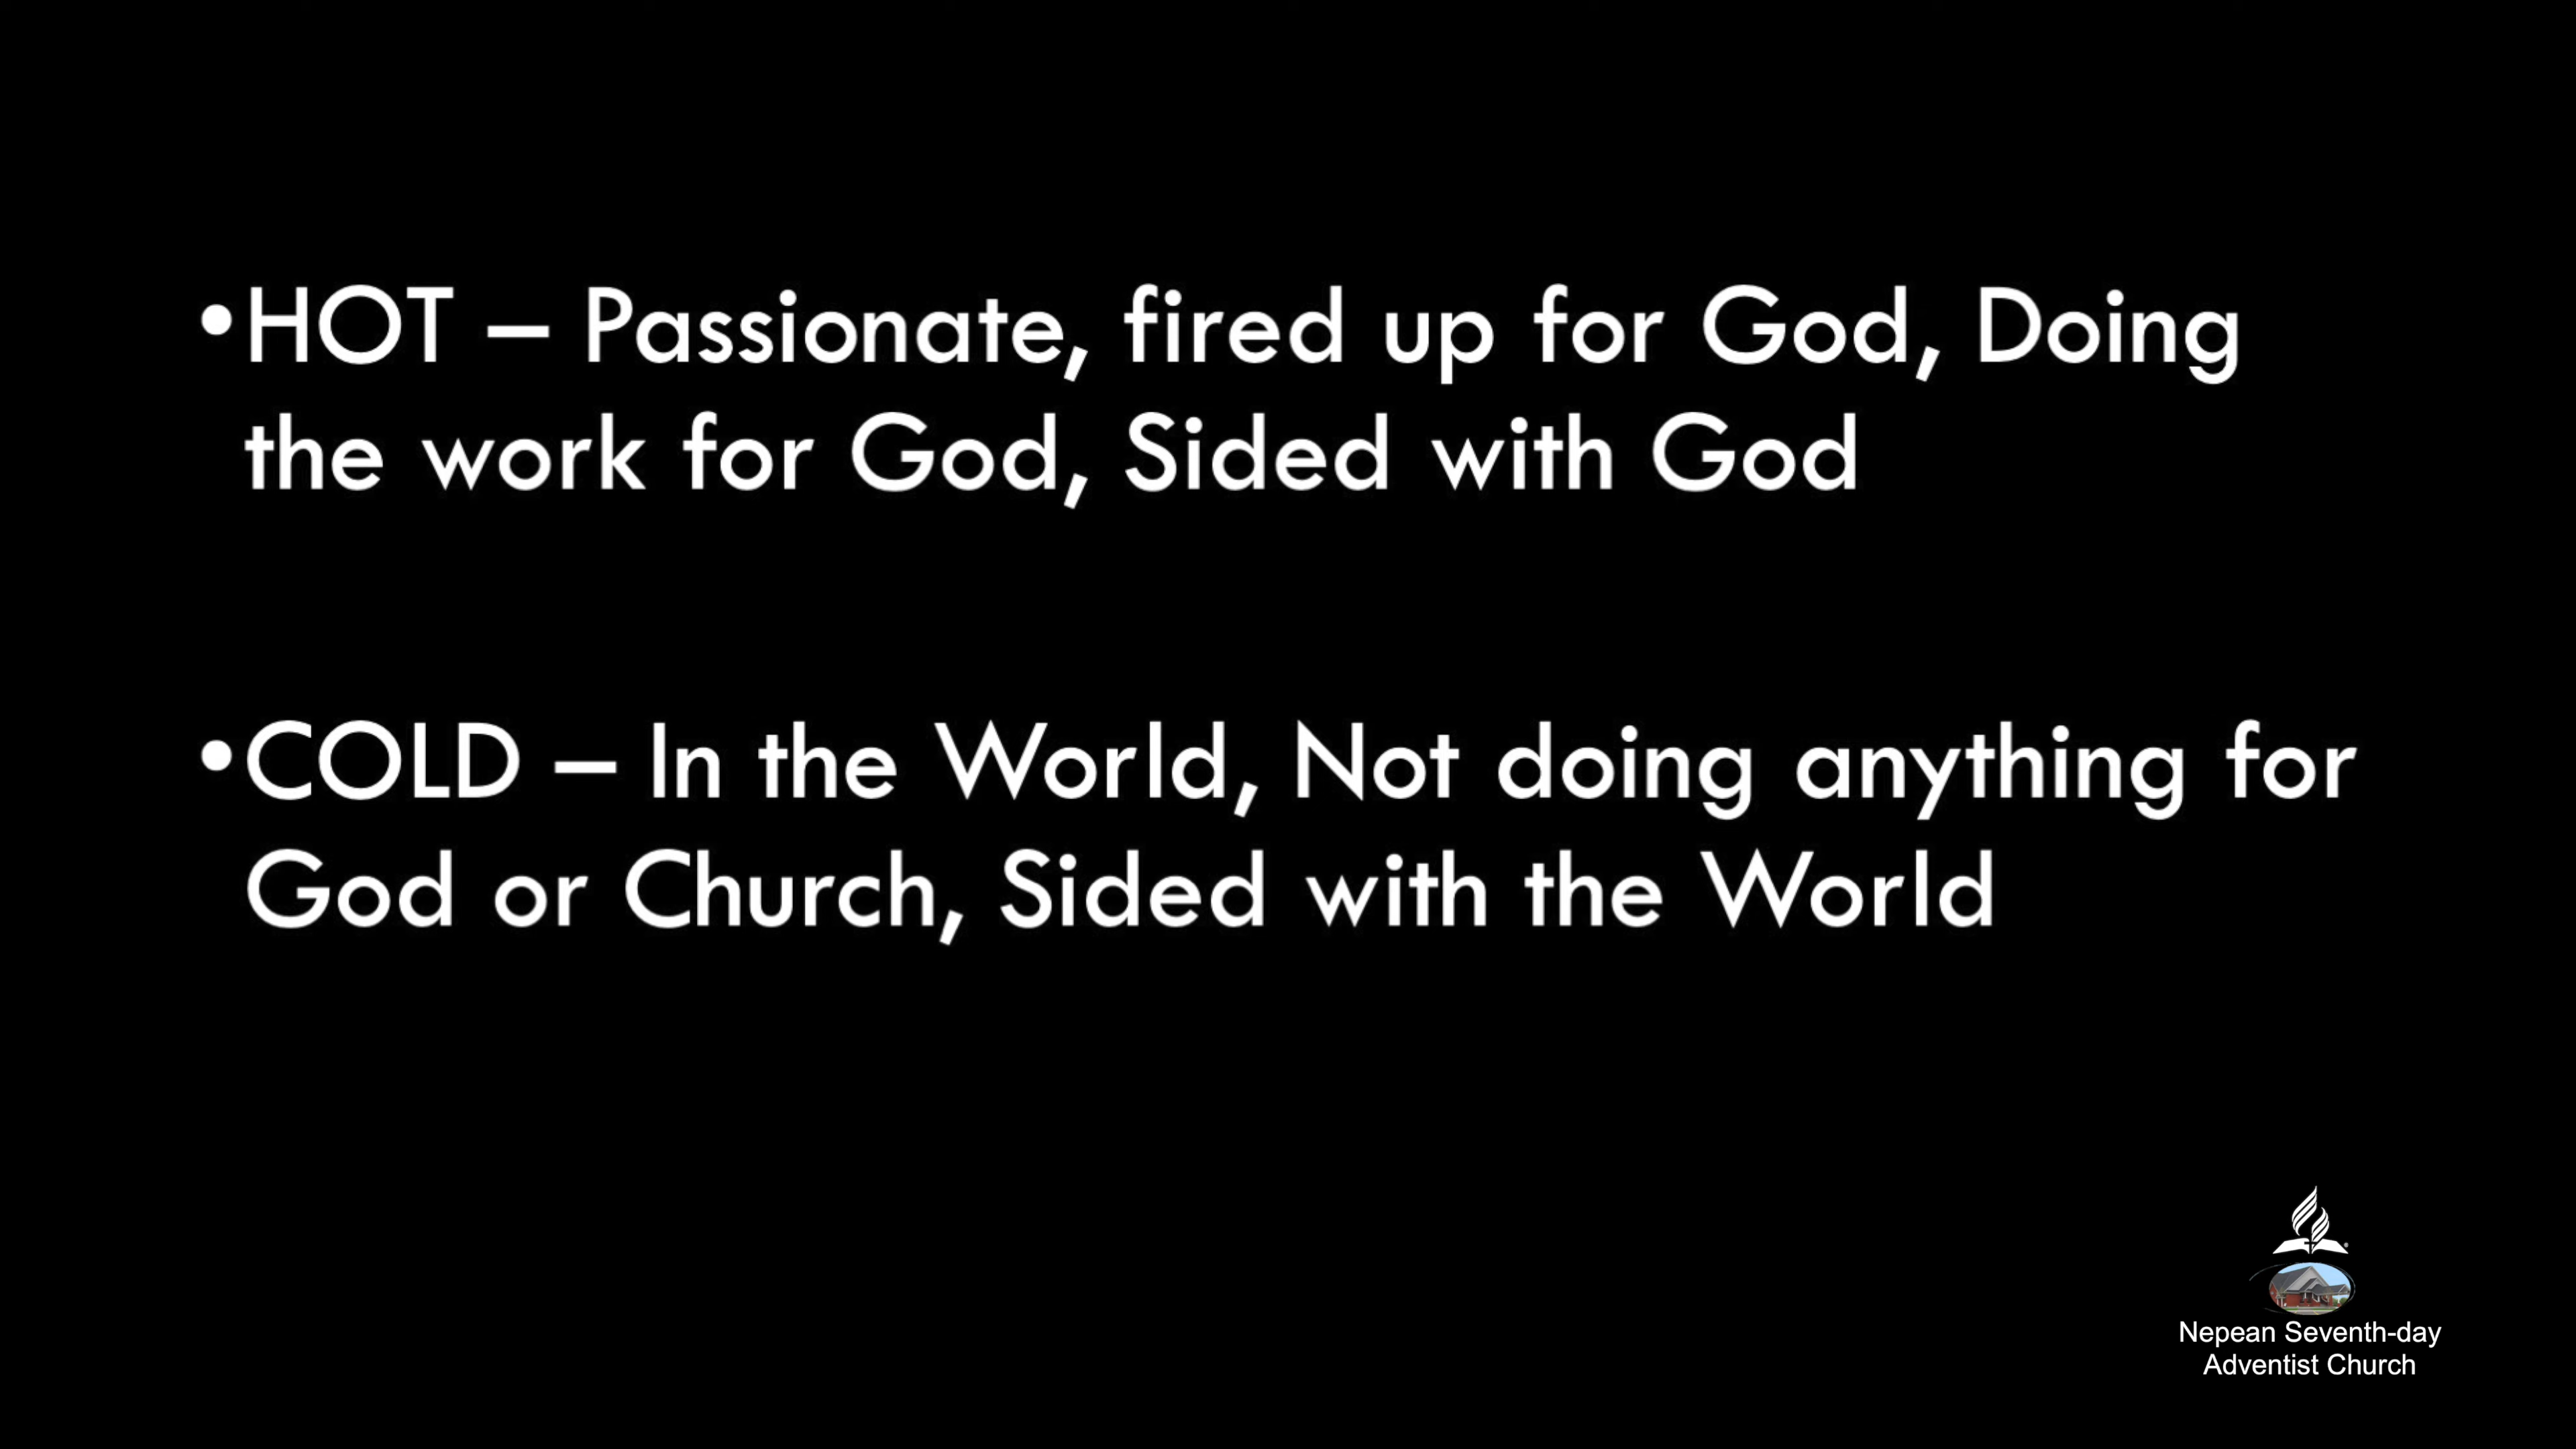 •HOT – Passionate, fired up for God, Doing
the work for God, Sided with God
•COLD – In the World, Not doing anything for
God or Church, Sided with the World
Nepean Seventh-day
Adventist Church